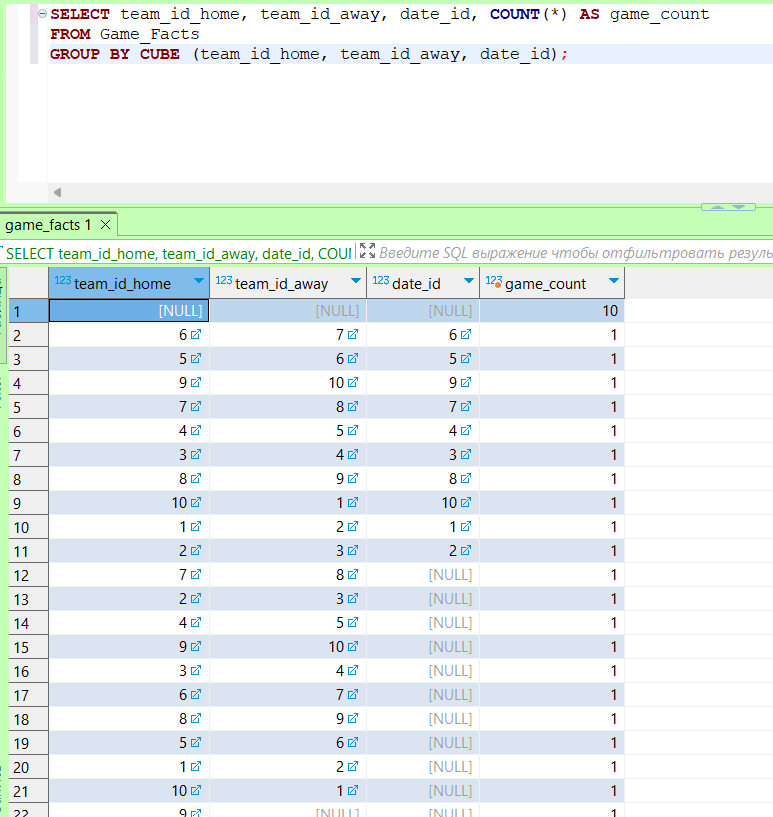 SELECT team_id_home, team_id_away, date_id, COUNT(*) AS game_count
FROM Game_Facts
GROUP BY CUBE (team_id_home, team_id_away, date_id);
game_facts 1
SELECT team_id_home, team_id_away, date_id, COUI Введите SQL выражение чтобы отфильтровать резуль
123 team_id_home 123 team_id_away 123 date_id 123 game_count
1 [NULL] [NULL] [NULL] 10
2 6 7 6 1
3 5 6 5 1
4 9 10 9 1
5 7 8 7 1
6 4 5 4 1
7 3 4 3 1
8 8 9 8 1
9 10 1 10 1
10 1 2 1 1
11 2 3 2 1
12 7 8 [NULL] 1
13 2 3 [NULL] 1
14 4 5 [NULL] 1
15 9 10 [NULL] 1
16 3 4 [NULL] 1
17 6 7 [NULL] 1
18 8 9 [NULL] 1
19 5 6 [NULL] 1
20 1 2 [NULL] 1
21 10 1 [NULL] 1
22 9 [NULL] [NULL] 1